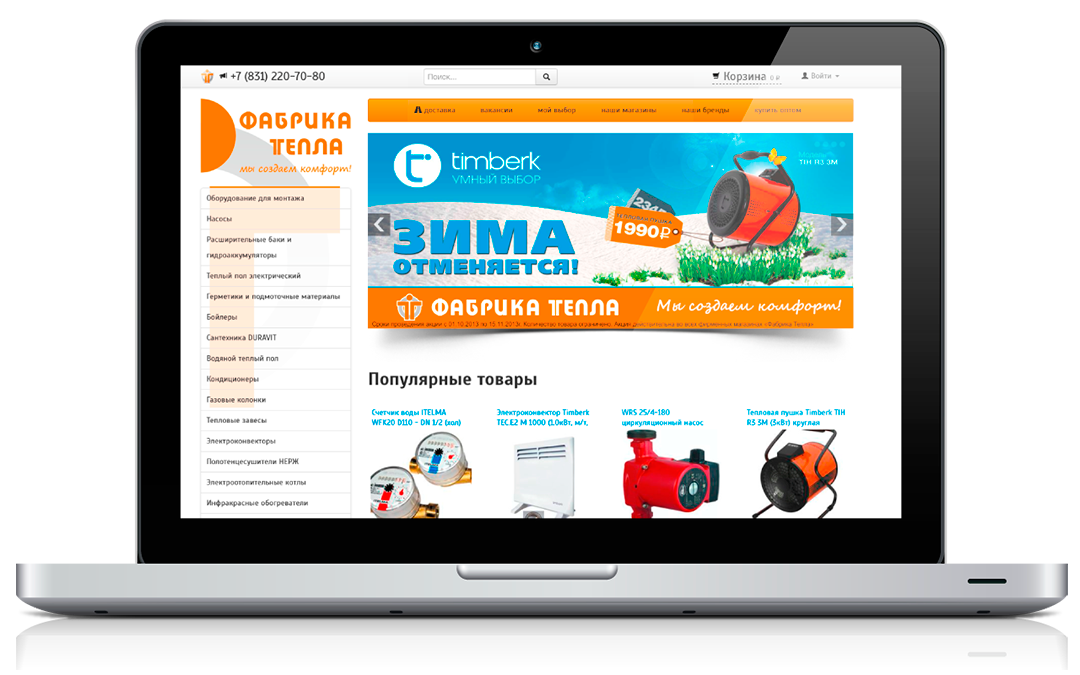 +7 (831) 220-70-80
Поиск...
Корзина 0
Войти
ФАБРИКА
ТЕПЛА
мы создаем комфорт!
доставка
вакансии
мой выбор
наши магазины
наши бренды
купить оптом
timberk
УМНЫЙ ВЫБОР
TIH R3 3M
ТЕПЛОВАЯ ПУШКА
1990₽
ЗИМА
ОТМЕНЯЕТСЯ!
ФАБРИКА ТЕПЛА
Мы создаем комфорт!
Сроки проведения акции с 01.10.2013 по 15.11.2013г. Количество товара ограничено. Акция действительна во всех фирменных магазинах «Фабрика Тепла»
Оборудование для монтажа
Насосы
Расширительные баки и
гидроаккумуляторы
Теплый пол электрический
Герметики и подмоточные материалы
Бойлеры
Сантехника DURAVIT
Водяной теплый пол
Кондиционеры
Газовые колонки
Тепловые завесы
Электроконвекторы
Полотенцесушители НЕРЖ
Электроотопительные котлы
Инфракрасные обогреватели
Популярные товары
Счетчик воды ITELMA
WFK20 D110 - DN 1/2 (хол)
Электроконвектор Timberk
TEC.E2 M 1000 (1.0кВт, м/т,
WRS 25/4-180
циркуляционный насос
Тепловая пушка Timberk TIH
R3 3M (3кВт) круглая